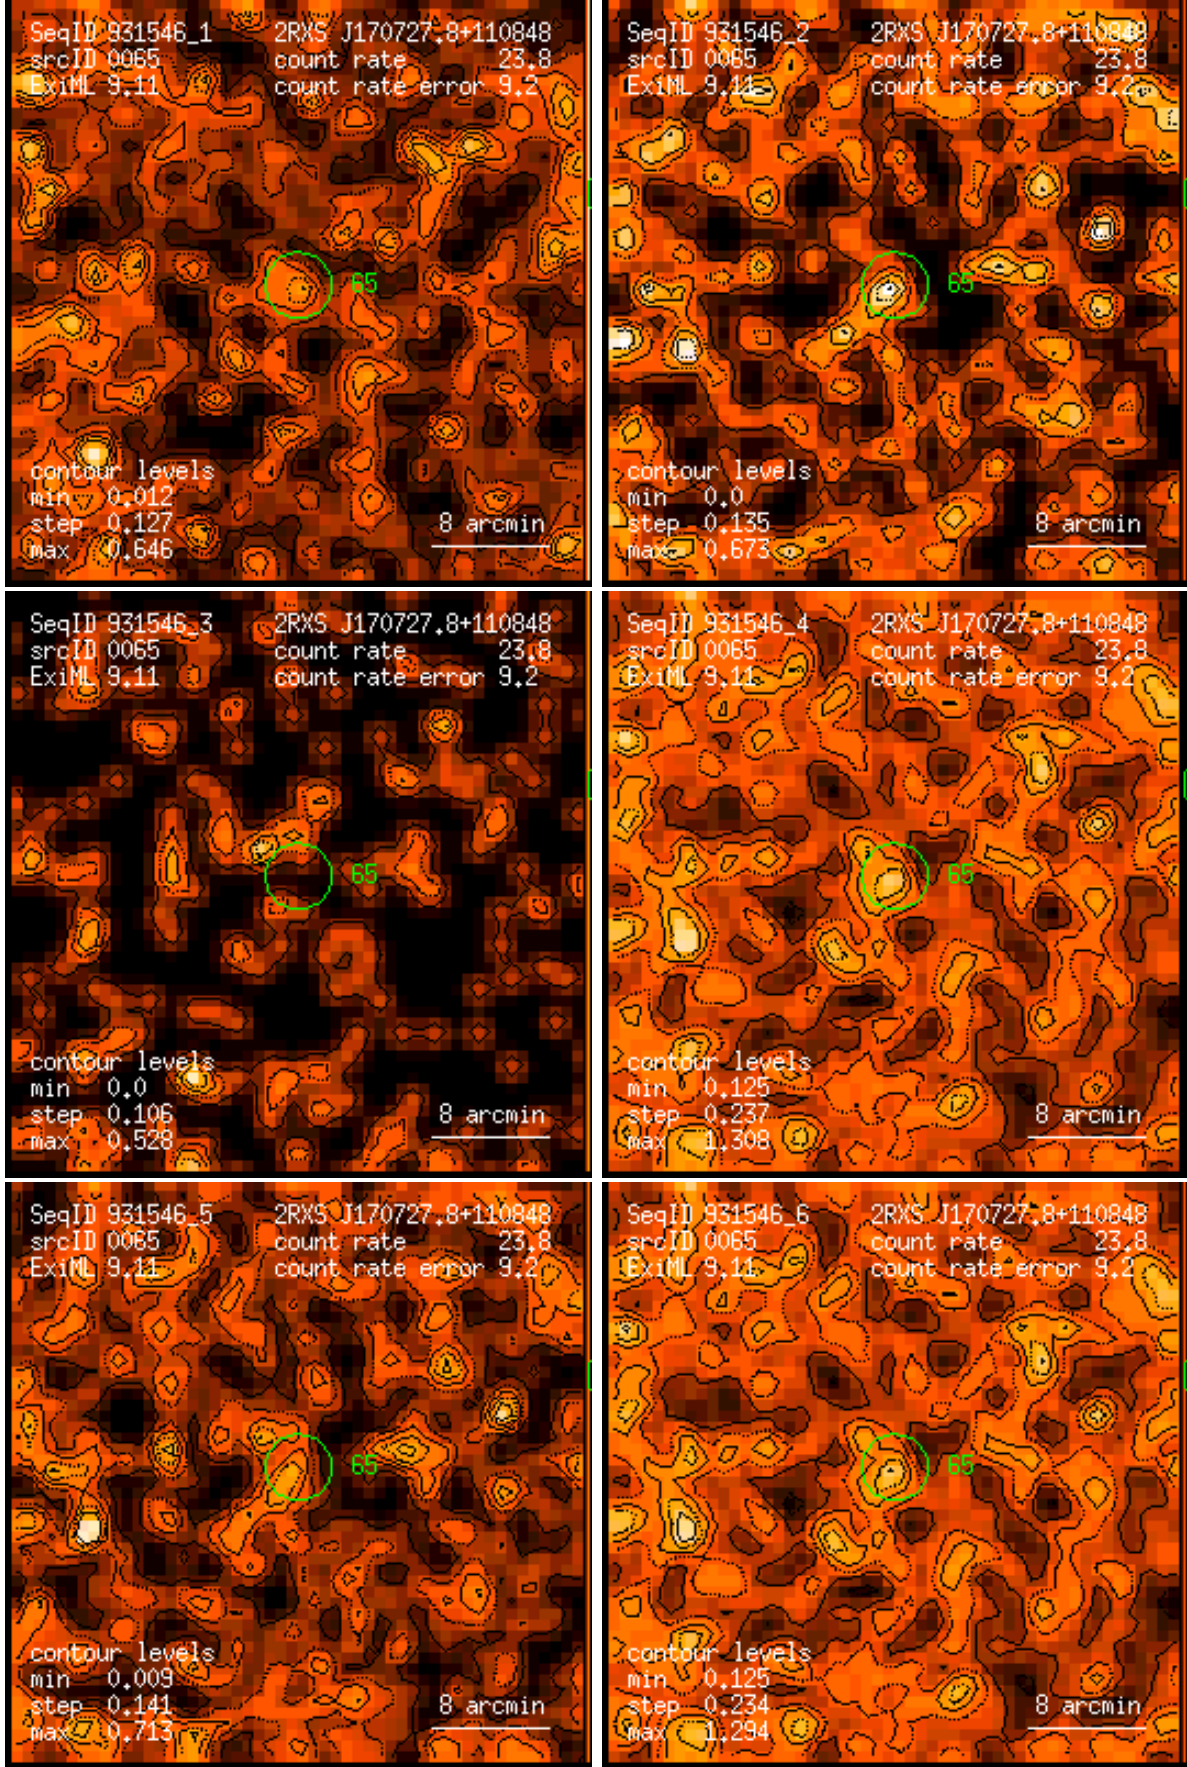 SeqID 931546_1 2RXS J170727.8+110848
srcID 0065 count rate 23.8
ExiML 9.11 count rate error 9.2
65
contour levels
min 0.012
step 0.127 8 arcmin
max 0.646
SeqID 931546_2 2RXS J170727.8+110848
srcID 0065 count rate 23.8
ExiML 9.11 count rate error 9.2
65
contour levels
min 0.0
step 0.135 8 arcmin
max 0.673
SeqID 931546_3 2RXS J170727.8+110848
srcID 0065 count rate 23.8
ExiML 9.11 count rate error 9.2
65
contour levels
min 0.0
step 0.106 8 arcmin
max 0.528
SeqID 931546_4 2RXS J170727.8+110848
srcID 0065 count rate 23.8
ExiML 9.11 count rate error 9.2
65
contour levels
min 0.125
step 0.237 8 arcmin
max 1.308
SeqID 931546_5 2RXS J170727.8+110848
srcID 0065 count rate 23.8
ExiML 9.11 count rate error 9.2
65
contour levels
min 0.009
step 0.141 8 arcmin
max 0.713
SeqID 931546_6 2RXS J170727.8+110848
srcID 0065 count rate 23.8
ExiML 9.11 count rate error 9.2
65
contour levels
min 0.125
step 0.234 8 arcmin
max 1.294